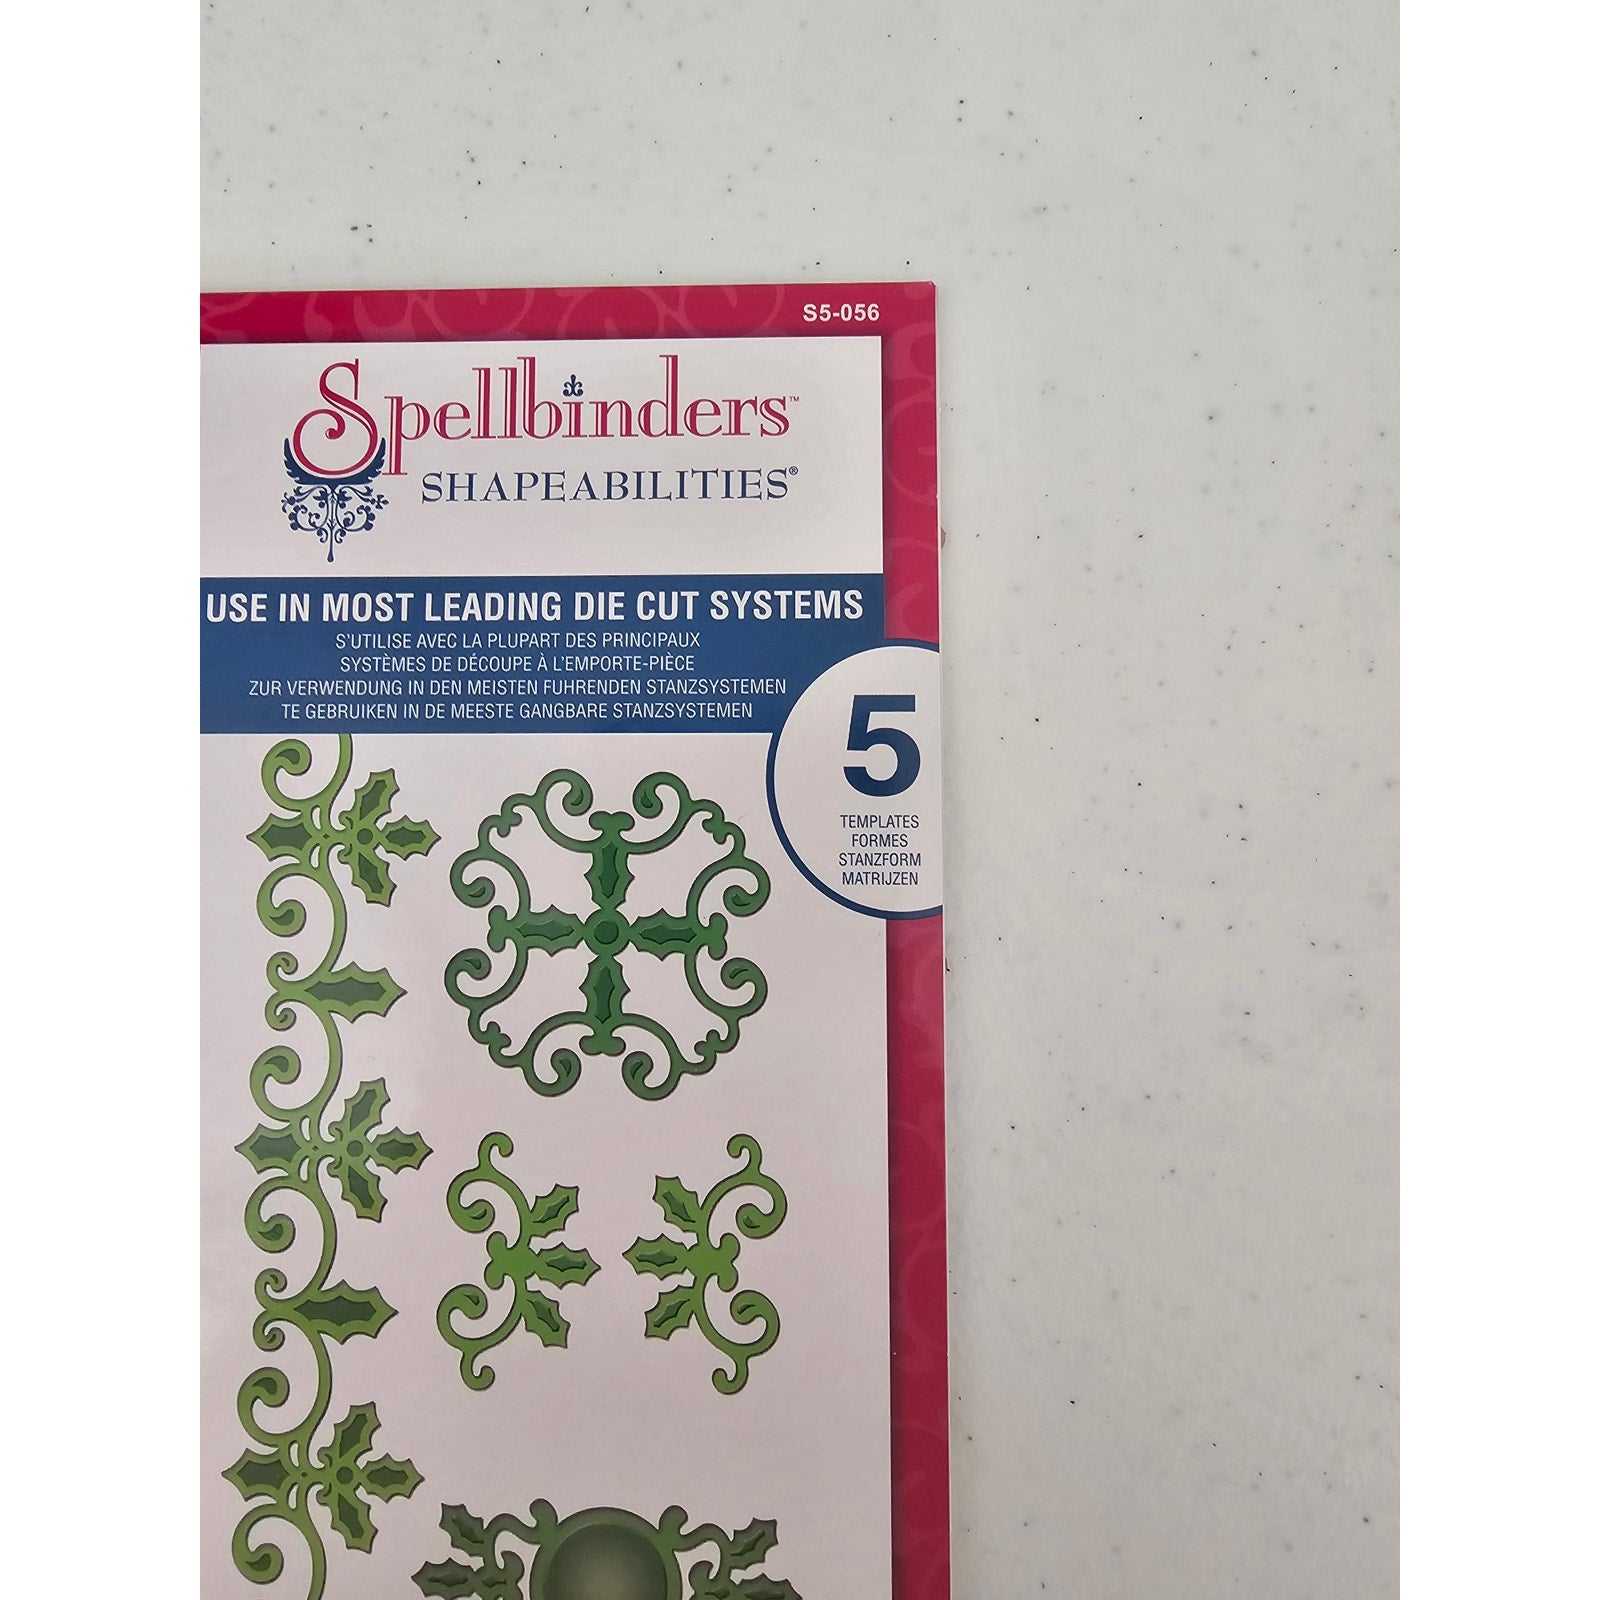 S5-056
Spellbinders™
SHAPEABILITIES®
USE IN MOST LEADING DIE CUT SYSTEMS
S'UTILISE AVEC LA PLUPART DES PRINCIPAUX
SYSTÈMES DE DÉCOUPE À L'EMPORTE-PIÈCE
ZUR VERWENDUNG IN DEN MEISTEN FUHRENDEN STANZSYSTEMEN
TE GEBRUIKEN IN DE MEESTE GANGBARE STANZSYSTEMEN
5
TEMPLATES
FORMES
STANZFORM
MATRIJZEN